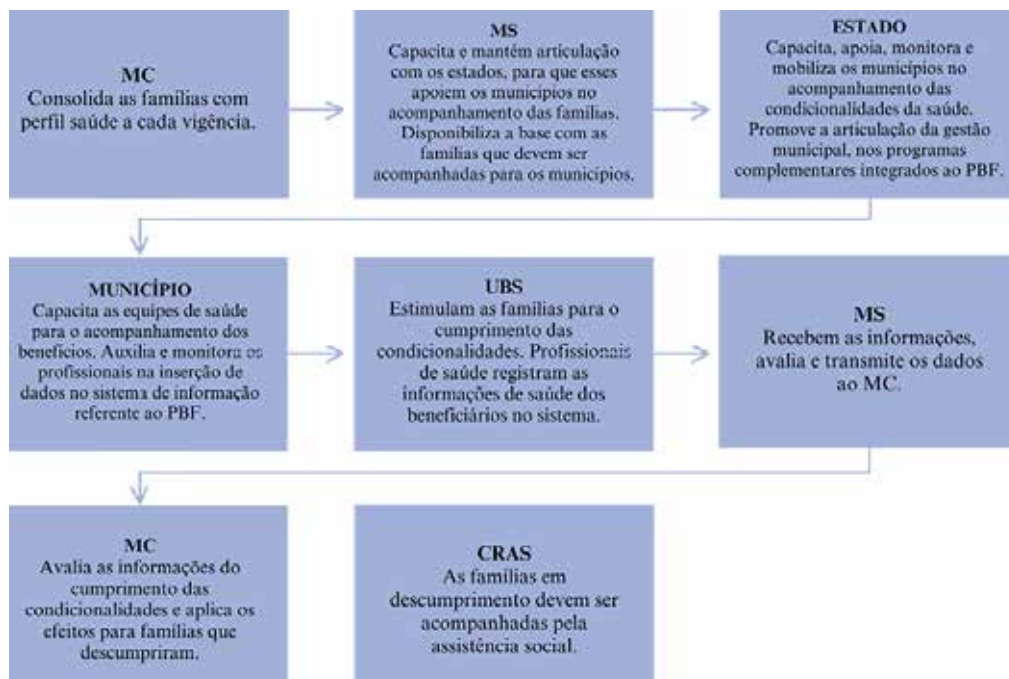 MC
Consolida as famílias com
perfil saúde a cada vigência.
MS
Capacita e mantém articulação
com os estados, para que esses
apoiem os municípios no
acompanhamento das famílias.
Disponibiliza a base com as
famílias que devem ser
acompanhadas para os municípios.
ESTADO
Capacita, apoia, monitora e
mobiliza os municípios no
acompanhamento das
condicionalidades da saúde.
Promove a articulação da gestão
municipal, nos programas
complementares integrados ao PBF.
MUNICÍPIO
Capacita as equipes de saúde
para o acompanhamento dos
benefícios. Auxilia e monitora os
profissionais na inserção de
dados no sistema de informação
referente ao PBF.
UBS
Estimulam as famílias para o
cumprimento das
condicionalidades. Profissionais
de saúde registram as
informações de saúde dos
beneficiários no sistema.
MS
Recebem as informações,
avalia e transmite os dados
ao MC.
MC
Avalia as informações do
cumprimento das
condicionalidades e aplica os
efeitos para famílias que
descumpriram.
CRAS
As famílias em
descumprimento devem ser
acompanhadas pela
assistência social.